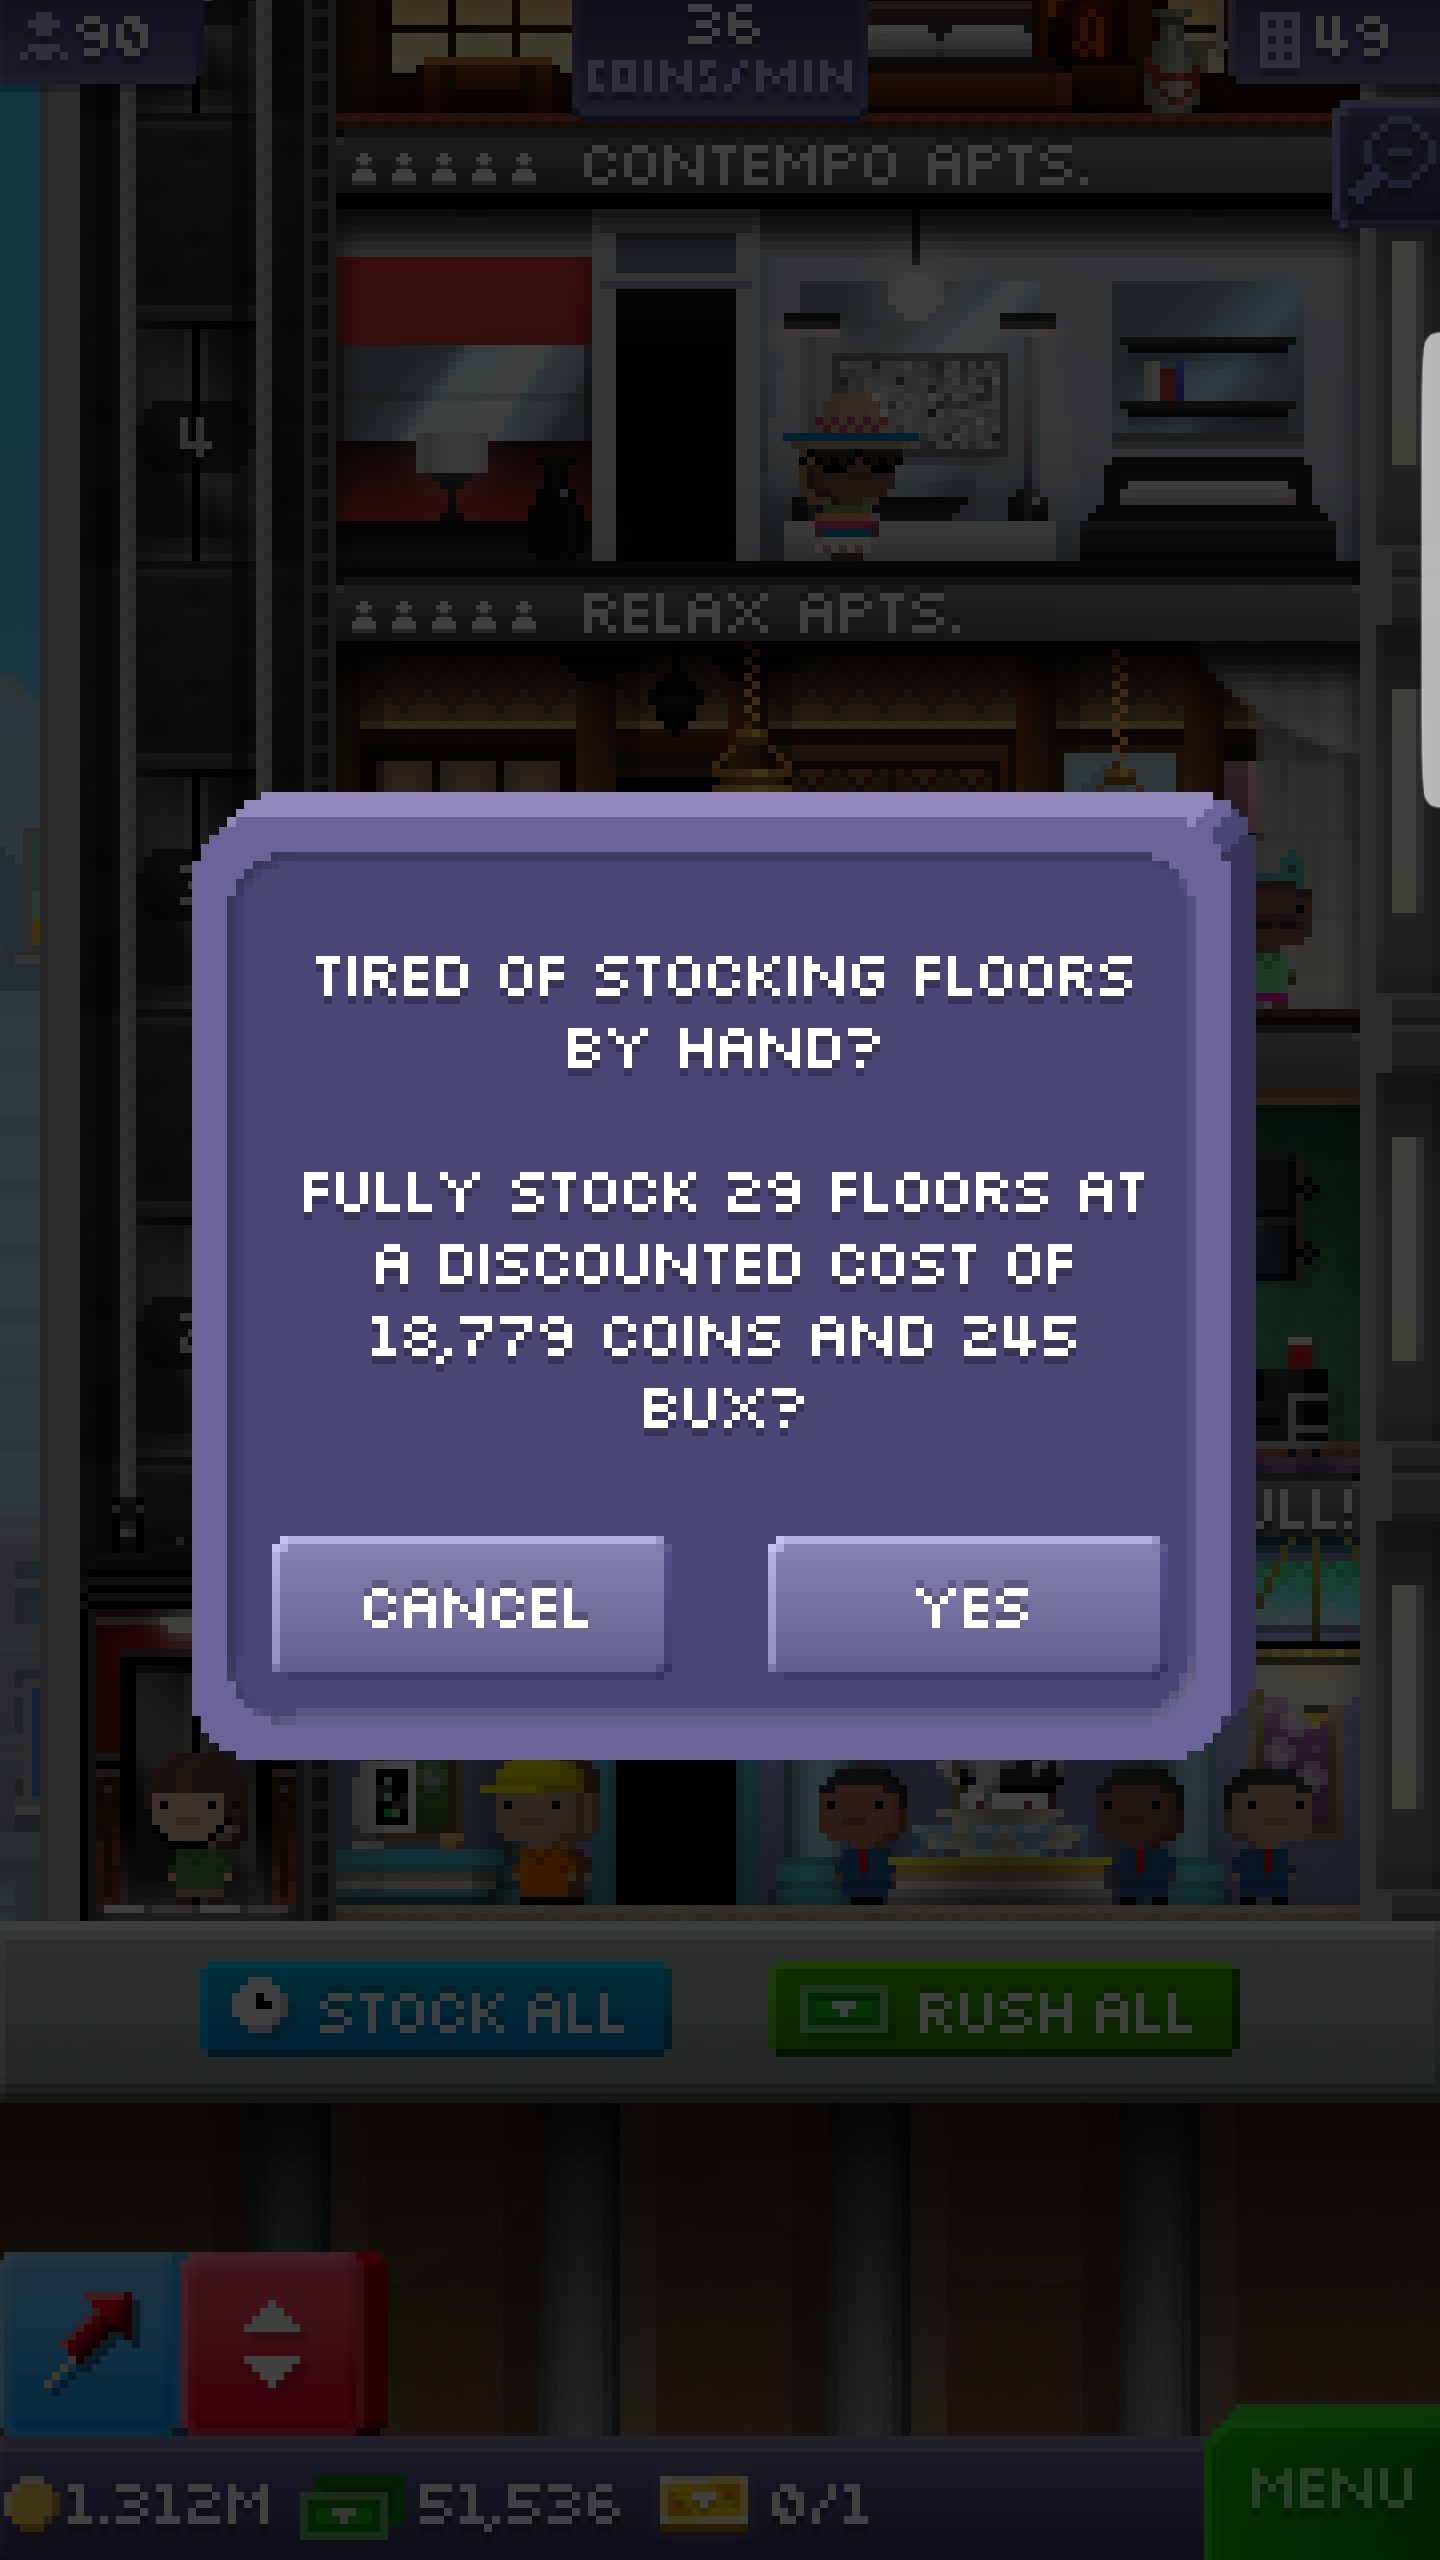 90
36
COINS/MIN
49
CONTEMPO APTS.
4
RELAX APTS.
TIRED OF STOCKING FLOORS
BY HAND?
FULLY STOCK 29 FLOORS AT
A DISCOUNTED COST OF
18,779 COINS AND 245
BUX?
CANCEL
YES
STOCK ALL
RUSH ALL
1.312M
51,536
0/1
MENU